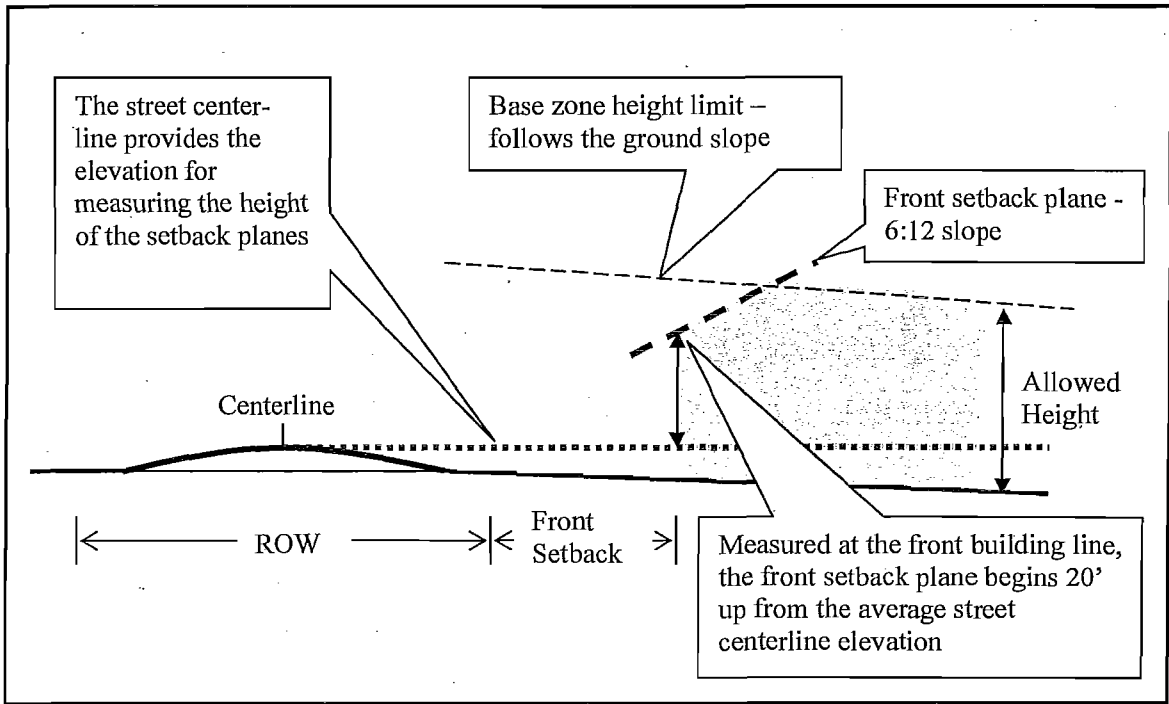 The street center-
line provides the
elevation for
measuring the height
of the setback planes
Base zone height limit –
follows the ground slope
Front setback plane -
6:12 slope
Centerline
Allowed
Height
ROW
Front
Setback
Measured at the front building line,
the front setback plane begins 20'
up from the average street
centerline elevation